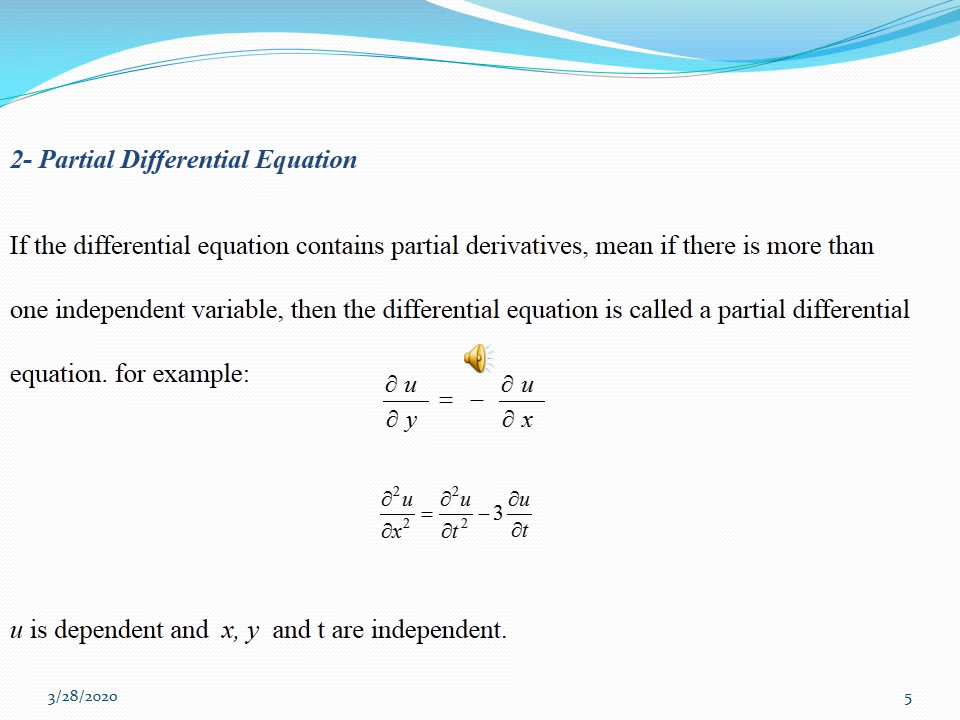 2- Partial Differential Equation
If the differential equation contains partial derivatives, mean if there is more than
one independent variable, then the differential equation is called a partial differential
equation. for example:
∂u/∂y = − ∂u/∂x
∂²u/∂x² = ∂²u/∂t² − 3 ∂u/∂t
u is dependent and x, y and t are independent.
3/28/2020 5